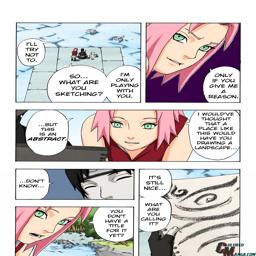 ONLY
IF YOU
GIVE ME
A
REASON.
I'M
ONLY
PLAYING
WITH
YOU.
I'LL
TRY
NOT
TO.
SO...
WHAT ARE
YOU
SKETCHING?
I WOULD'VE
THOUGHT
THAT A PLACE
LIKE THIS
WOULD HAVE
YOU DRAWING A
LANDSCAPE...
...BUT
THIS IS
AN
ABSTRACT.
IT'S
STILL
NICE...
WHAT
ARE YOU
CALLING
IT?
...DON'T
KNOW...
YOU
DON'T
HAVE A
TITLE FOR
IT YET?